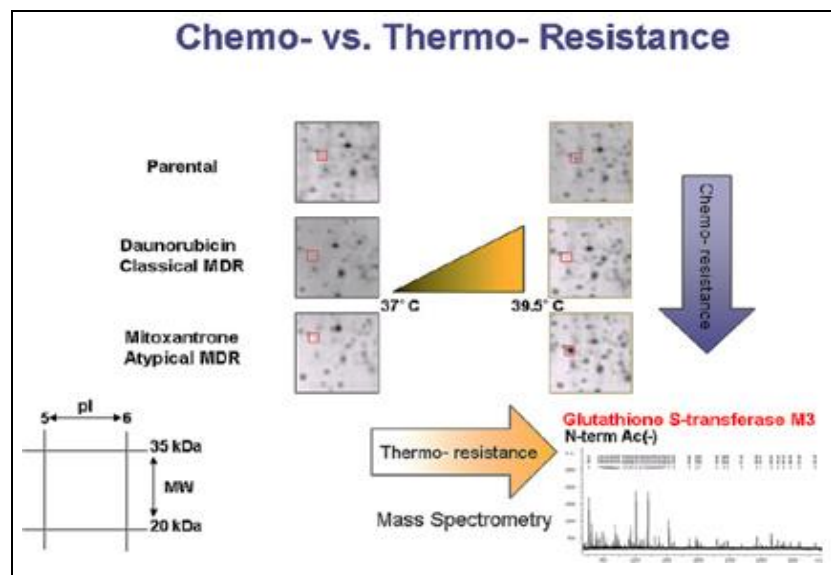 Chemo- vs. Thermo- Resistance
Parental
Daunorubicin
Classical MDR
37° C
39.5° C
Mitoxantrone
Atypical MDR
Chemo- resistance
5
pI
6
35 kDa
MW
20 kDa
Thermo- resistance
Mass Spectrometry
Glutathione S-transferase M3
N-term Ac(-)